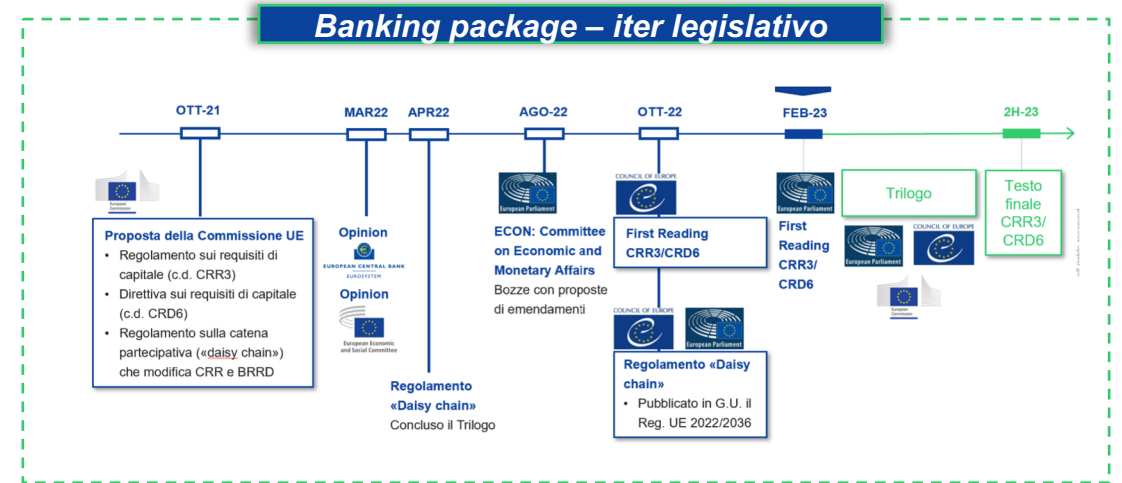 Banking package – iter legislativo
OTT-21
MAR22
APR22
AGO-22
OTT-22
FEB-23
2H-23
European
Commission
Proposta della Commissione UE
• Regolamento sui requisiti di
capitale (c.d. CRR3)
• Direttiva sui requisiti di capitale
(c.d. CRD6)
• Regolamento sulla catena
partecipativa («daisy chain»)
che modifica CRR e BRRD
Opinion
EUROPEAN CENTRAL BANK
EUROSYSTEM
Opinion
European Economic
and Social Committee
Regolamento
«Daisy chain»
Concluso il Trilogo
European Parliament
ECON: Committee
on Economic and
Monetary Affairs
Bozze con proposte
di emendamenti
COUNCIL OF EUROPE
First Reading
CRR3/CRD6
COUNCIL OF EUROPE
European Parliament
Regolamento «Daisy
chain»
• Pubblicato in G.U. il
Reg. UE 2022/2036
European Parliament
First
Reading
CRR3/
CRD6
Trilogo
European Parliament
COUNCIL OF EUROPE
European
Commission
Testo
finale
CRR3/
CRD6